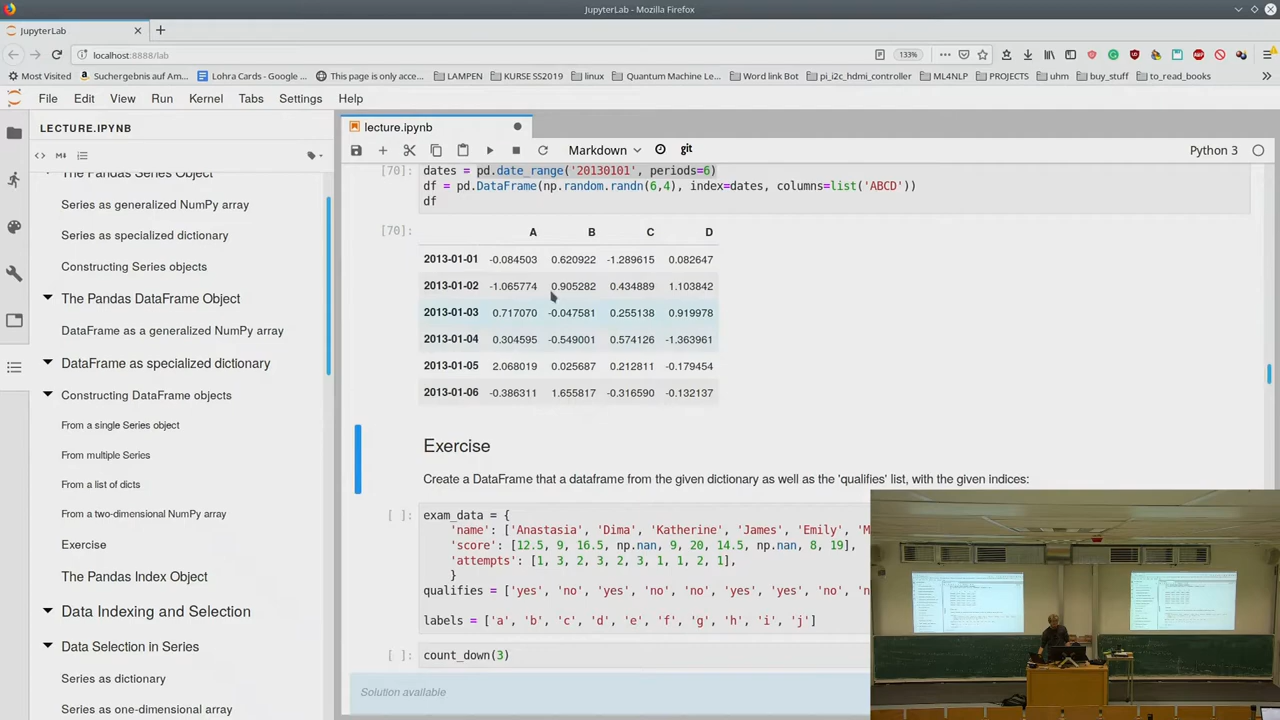 JupyterLab - Mozilla Firefox
JupyterLab
localhost:8888/lab
133%
Most Visited
Suchergebnis auf Am...
Lohra Cards - Google ...
This page is only acce...
LAMPEN
KURSE SS2019
linux
Quantum Machine Le...
Word link Bot
pi_i2c_hdmi_controller
ML4NLP
PROJECTS
uhm
buy_stuff
to_read_books
File Edit View Run Kernel Tabs Settings Help
LECTURE.IPYNB
The Pandas Series Object
Series as generalized NumPy array
Series as specialized dictionary
Constructing Series objects
The Pandas DataFrame Object
DataFrame as a generalized NumPy array
DataFrame as specialized dictionary
Constructing DataFrame objects
From a single Series object
From multiple Series
From a list of dicts
From a two-dimensional NumPy array
Exercise
The Pandas Index Object
Data Indexing and Selection
Data Selection in Series
Series as dictionary
Series as one-dimensional array
lecture.ipynb
Markdown
git
Python 3
[70]:
dates = pd.date_range('20130101', periods=6)
df = pd.DataFrame(np.random.randn(6,4), index=dates, columns=list('ABCD'))
df
[70]:
A B C D
2013-01-01 -0.084503 0.620922 -1.289615 0.082647
2013-01-02 -1.065774 0.905282 0.434889 1.103842
2013-01-03 0.717070 -0.047581 0.255138 0.919978
2013-01-04 0.304595 -0.549001 0.574126 -1.363961
2013-01-05 2.068019 0.025687 0.212811 -0.179454
2013-01-06 -0.386311 1.655817 -0.316590 -0.132137
Exercise
Create a DataFrame that a dataframe from the given dictionary as well as the 'qualifies' list, with the given indices:
[ ]:
exam_data = {
'name': ['Anastasia', 'Dima', 'Katherine', 'James', 'Emily', 'M
'score': [12.5, 9, 16.5, np.nan, 9, 20, 14.5, np.nan, 8, 19],
'attempts': [1, 3, 2, 3, 2, 3, 1, 1, 2, 1],
}
qualifies = ['yes', 'no', 'yes', 'no', 'no', 'yes', 'yes', 'no', 'n
labels = ['a', 'b', 'c', 'd', 'e', 'f', 'g', 'h', 'i', 'j']
[ ]:
count_down(3)
Solution available